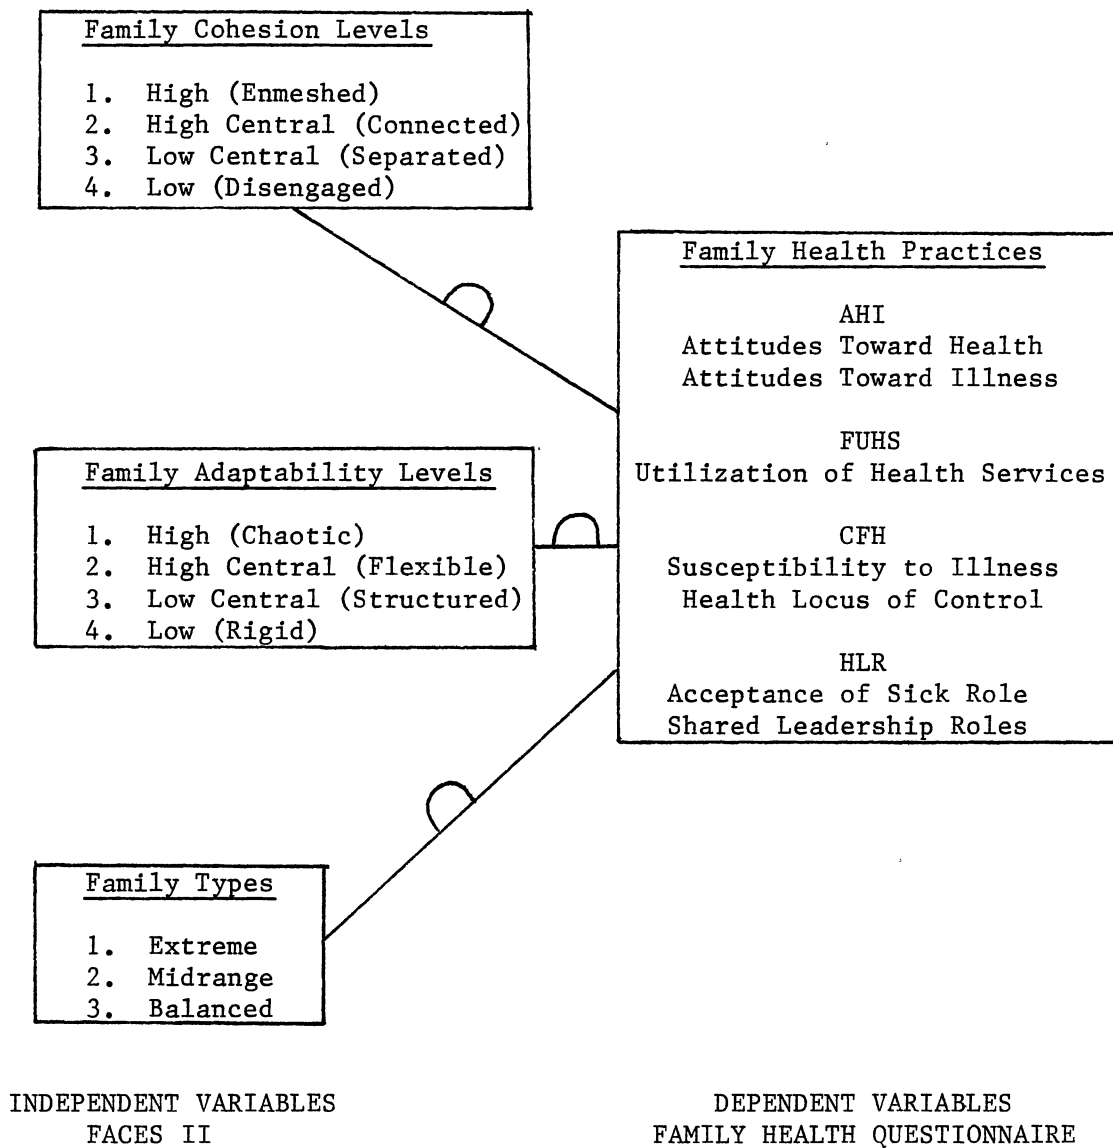 Family Cohesion Levels
1. High (Enmeshed)
2. High Central (Connected)
3. Low Central (Separated)
4. Low (Disengaged)
Family Adaptability Levels
1. High (Chaotic)
2. High Central (Flexible)
3. Low Central (Structured)
4. Low (Rigid)
Family Types
1. Extreme
2. Midrange
3. Balanced
Family Health Practices
AHI
Attitudes Toward Health
Attitudes Toward Illness
FUHS
Utilization of Health Services
CFH
Susceptibility to Illness
Health Locus of Control
HLR
Acceptance of Sick Role
Shared Leadership Roles
INDEPENDENT VARIABLES
FACES II
DEPENDENT VARIABLES
FAMILY HEALTH QUESTIONNAIRE